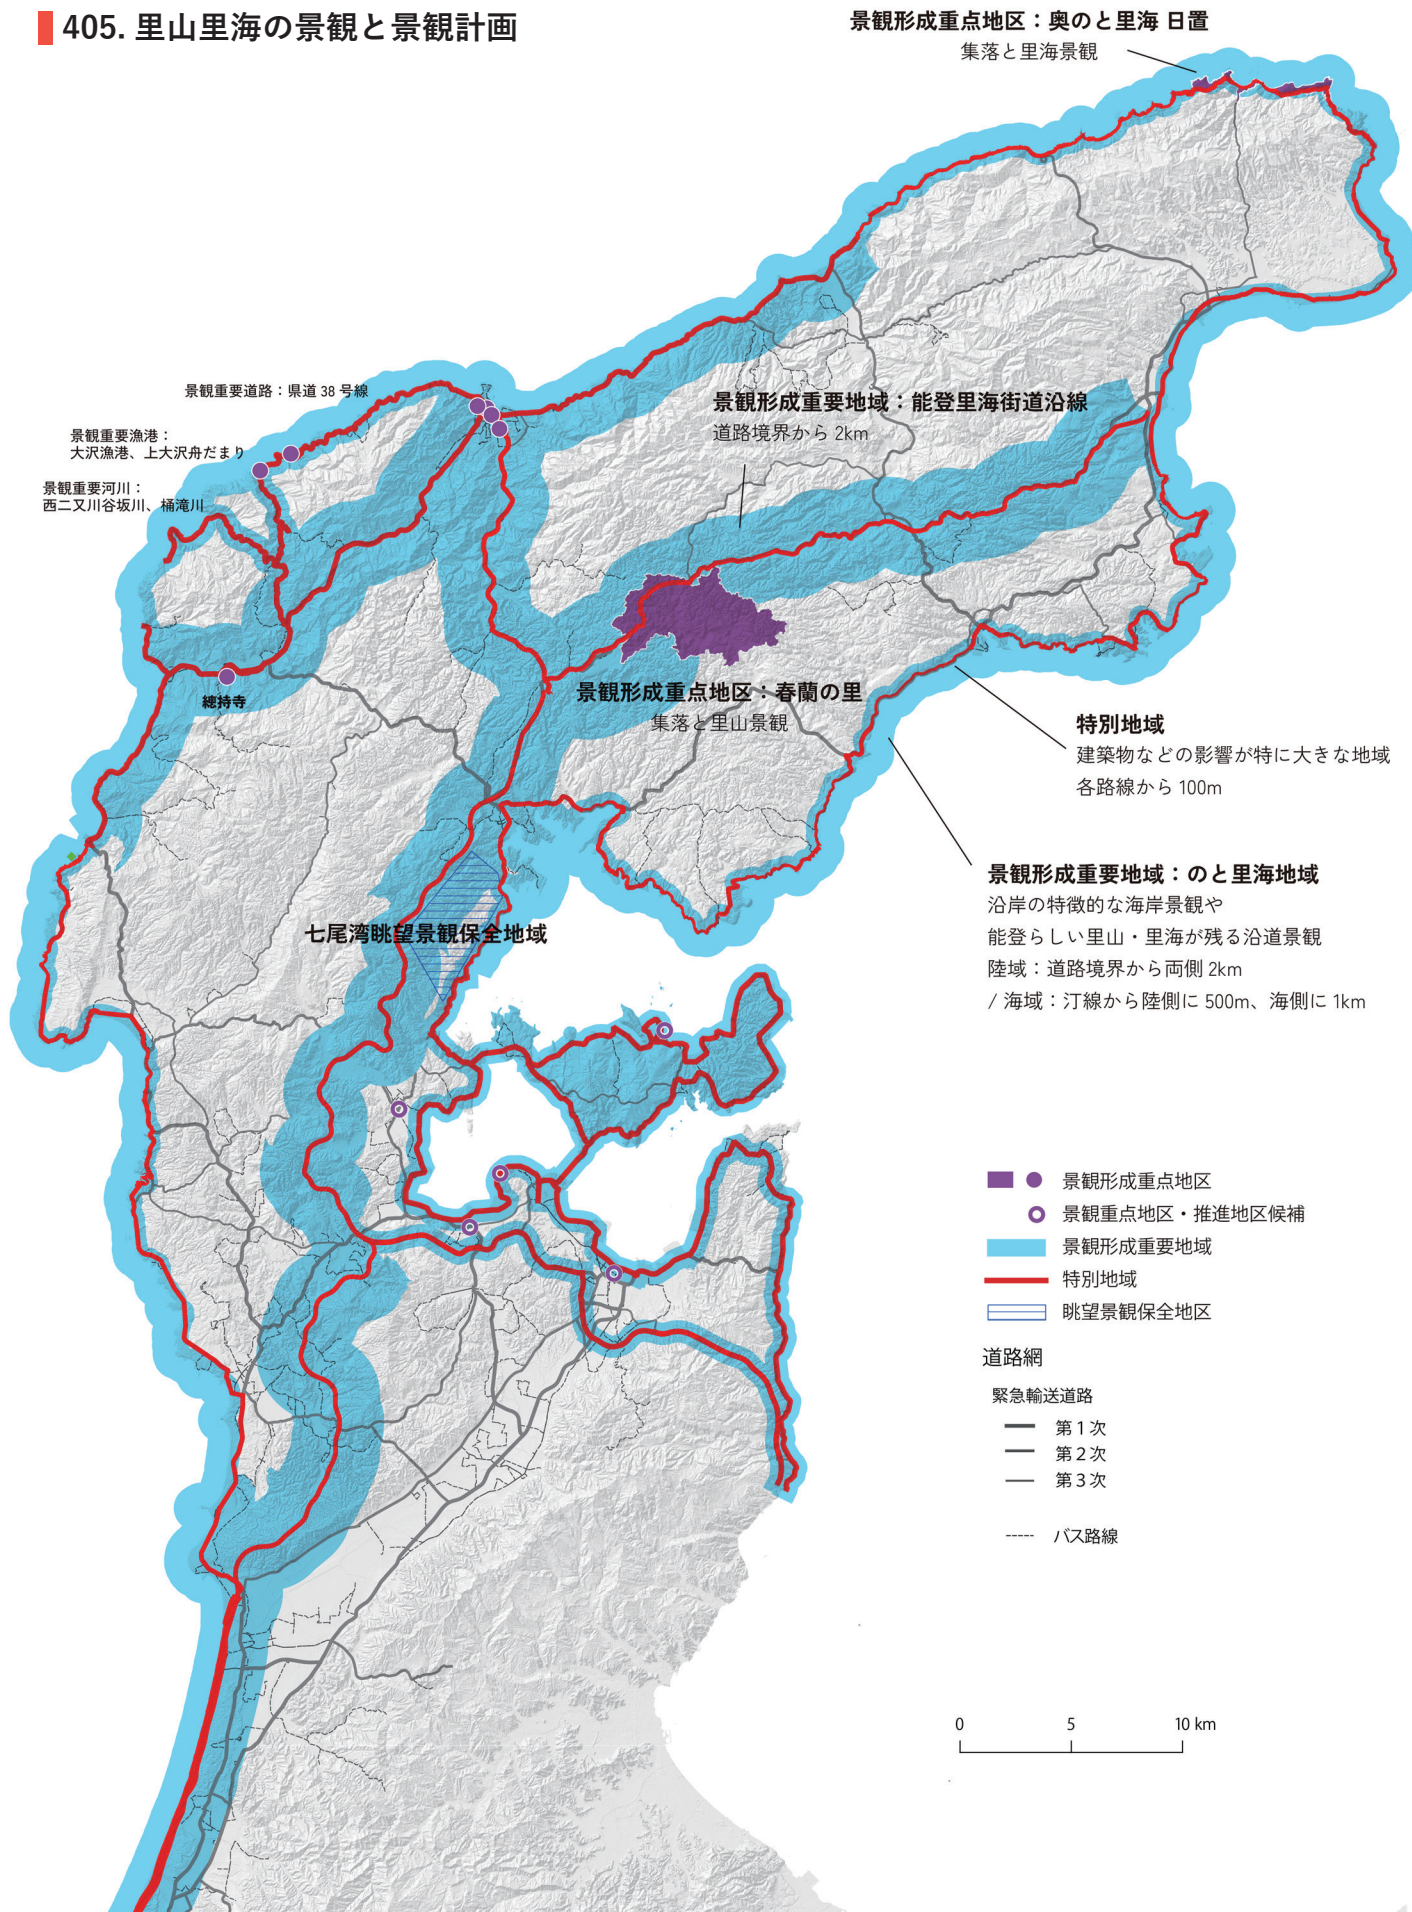 405. 里山里海の景観と景観計画
景観形成重点地区：奥のと里海 日置
集落と里海景観
景観重要道路：県道 38 号線
景観重要漁港：
大沢漁港、上大沢舟だまり
景観重要河川：
西二又川谷坂川、桶滝川
景観形成重要地域：能登里海街道沿線
道路境界から 2km
總持寺
景観形成重点地区：春蘭の里
集落と里山景観
特別地域
建築物などの影響が特に大きな地域
各路線から 100m
景観形成重要地域：のと里海地域
沿岸の特徴的な海岸景観や
能登らしい里山・里海が残る沿道景観
陸域：道路境界から両側 2km
/ 海域：汀線から陸側に 500m、海側に 1km
七尾湾眺望景観保全地域
景観形成重点地区
景観重点地区・推進地区候補
景観形成重要地域
特別地域
眺望景観保全地区
道路網
緊急輸送道路
第１次
第２次
第３次
バス路線
0 5 10 km